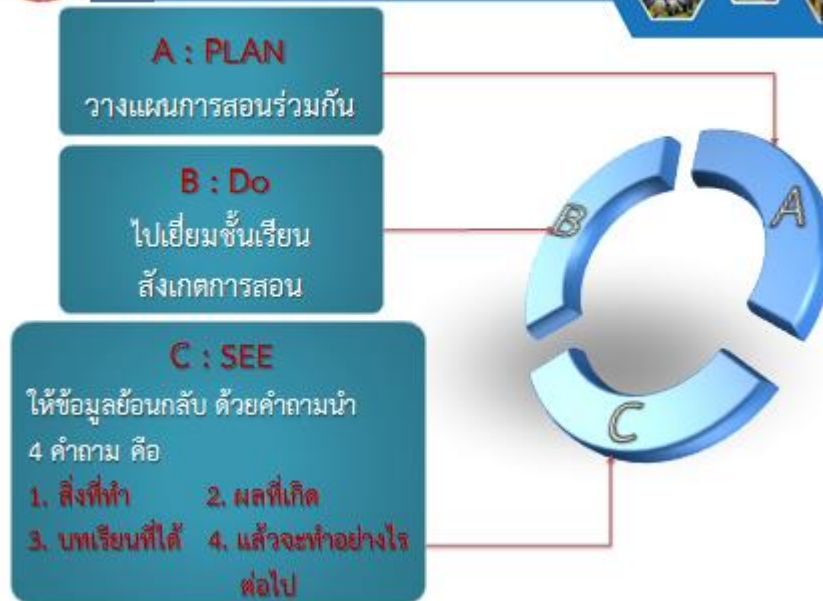 A : PLAN
วางแผนการสอนร่วมกัน
B : Do
ไปเยี่ยมชั้นเรียน
สังเกตการสอน
C : SEE
ให้ข้อมูลย้อนกลับ ด้วยคำถามนำ
4 คำถาม คือ
1. สิ่งที่ทำ 2. ผลที่เกิด
3. บทเรียนที่ได้ 4. แล้วจะทำอย่างไร
ต่อไป
A
B
C